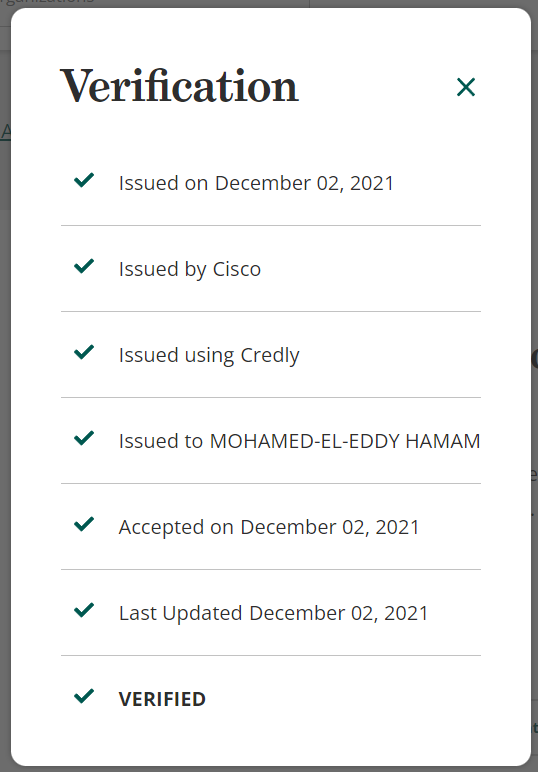 Verification
Issued on December 02, 2021
Issued by Cisco
Issued using Credly
Issued to MOHAMED-EL-EDDY HAMAM
Accepted on December 02, 2021
Last Updated December 02, 2021
VERIFIED